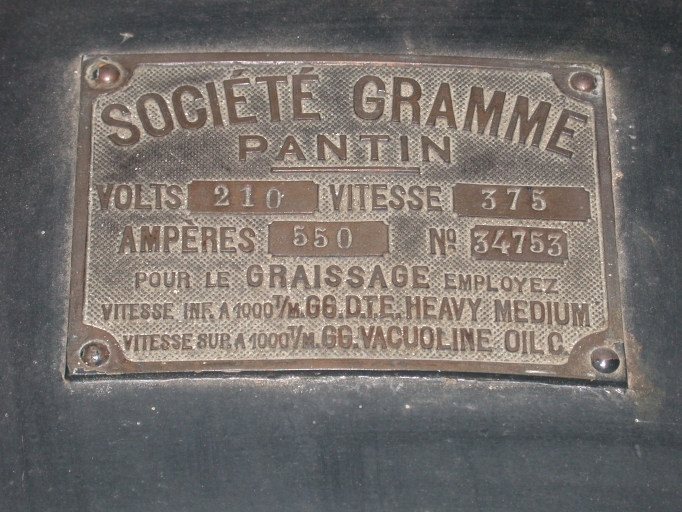 SOCIÉTÉ GRAMME
PANTIN
VOLTS 210 VITESSE 375
AMPÈRES 550 No 34753
POUR LE GRAISSAGE EMPLOYEZ
VITESSE INF. A 1000 T/M. GG. D.T.E. HEAVY MEDIUM
VITESSE SUP. A 1000 T/M. GG. VACUOLINE OIL C.